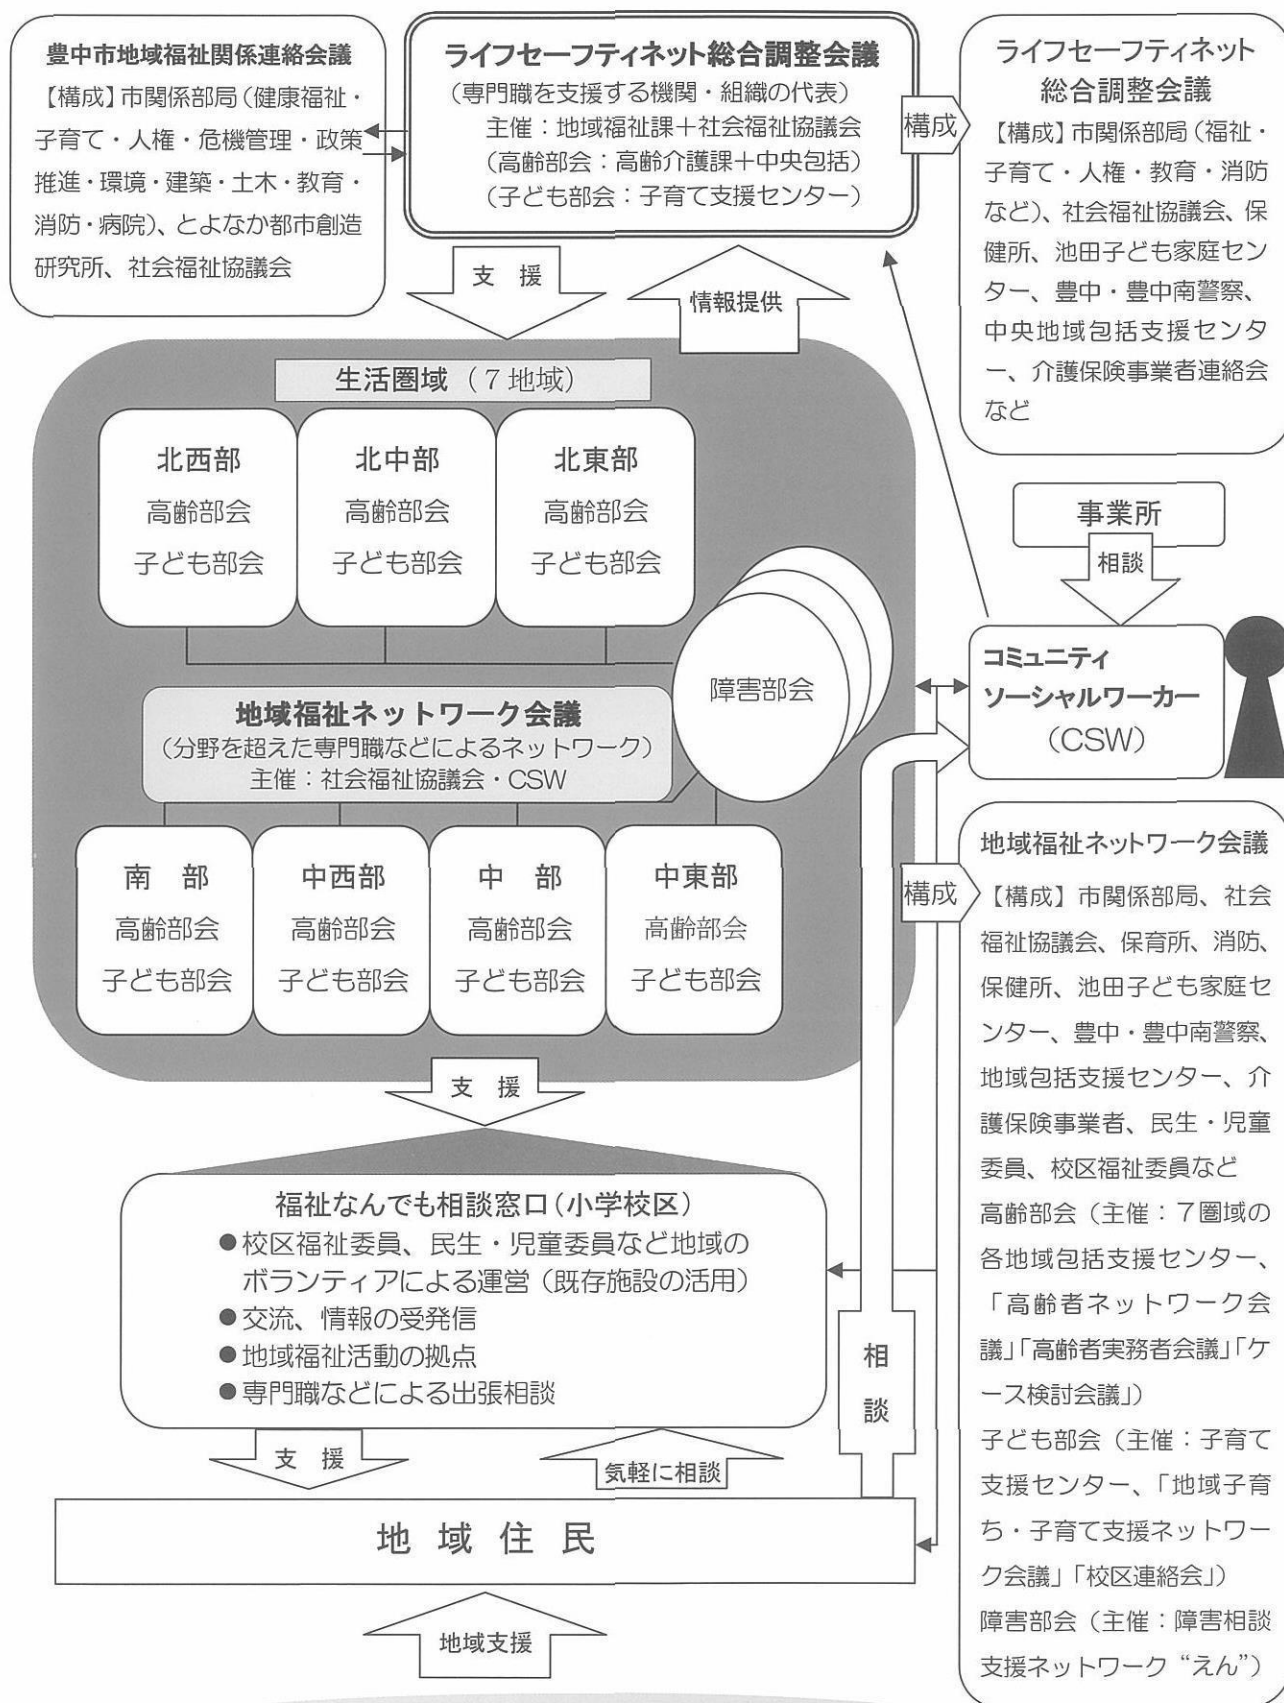 豊中市地域福祉関係連絡会議
【構成】市関係部局（健康福祉・
子育て・人権・危機管理・政策
推進・環境・建築・土木・教育・
消防・病院）、とよなか都市創造
研究所、社会福祉協議会
ライフセーフティネット総合調整会議
（専門職を支援する機関・組織の代表）
主催：地域福祉課＋社会福祉協議会
（高齢部会：高齢介護課＋中央包括）
（子ども部会：子育て支援センター）
構成
ライフセーフティネット
総合調整会議
【構成】市関係部局（福祉・
子育て・人権・教育・消防
など）、社会福祉協議会、保
健所、池田子ども家庭セン
ター、豊中・豊中南警察、
中央地域包括支援センタ
ー、介護保険事業者連絡会
など
支　援
情報提供
生活圏域（７地域）
北西部
高齢部会
子ども部会
北中部
高齢部会
子ども部会
北東部
高齢部会
子ども部会
障害部会
地域福祉ネットワーク会議
（分野を超えた専門職などによるネットワーク）
主催：社会福祉協議会・CSW
南　部
高齢部会
子ども部会
中西部
高齢部会
子ども部会
中　部
高齢部会
子ども部会
中東部
高齢部会
子ども部会
事業所
相談
コミュニティ
ソーシャルワーカー
（CSW）
構成
地域福祉ネットワーク会議
【構成】市関係部局、社会
福祉協議会、保育所、消防、
保健所、池田子ども家庭セ
ンター、豊中・豊中南警察、
地域包括支援センター、介
護保険事業者、民生・児童
委員、校区福祉委員など
高齢部会（主催：７圏域の
各地域包括支援センター、
「高齢者ネットワーク会
議」「高齢者実務者会議」「ケ
ース検討会議」）
子ども部会（主催：子育て
支援センター、「地域子育
ち・子育て支援ネットワー
ク会議」「校区連絡会」）
障害部会（主催：障害相談
支援ネットワーク“えん”）
支　援
福祉なんでも相談窓口（小学校区）
●校区福祉委員、民生・児童委員など地域の
ボランティアによる運営（既存施設の活用）
●交流、情報の受発信
●地域福祉活動の拠点
●専門職などによる出張相談
相談
支　援
気軽に相談
地 域 住 民
地域支援